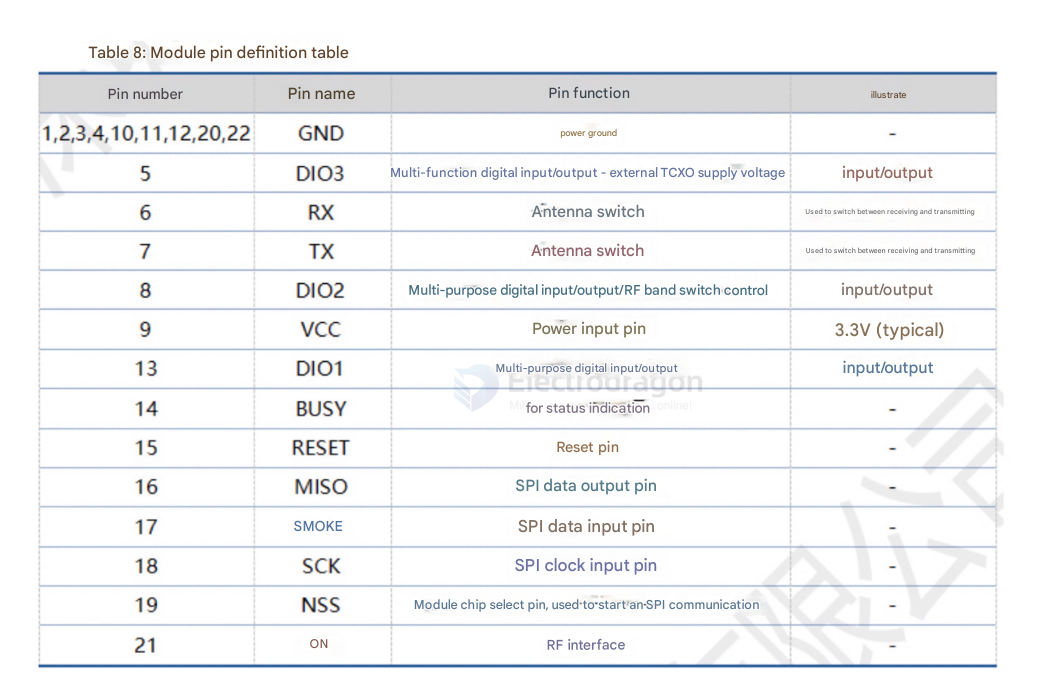 Table 8: Module pin definition table
Pin number Pin name Pin function illustrate
1,2,3,4,10,11,12,20,22 GND power ground -
5 DIO3 Multi-function digital input/output - external TCXO supply voltage input/output
6 RX Antenna switch Used to switch between receiving and transmitting
7 TX Antenna switch Used to switch between receiving and transmitting
8 DIO2 Multi-purpose digital input/output/RF band switch control input/output
9 VCC Power input pin 3.3V (typical)
13 DIO1 Multi-purpose digital input/output input/output
Electrodragon
14 BUSY for status indication -
15 RESET Reset pin -
16 MISO SPI data output pin -
17 SMOKE SPI data input pin -
18 SCK SPI clock input pin -
19 NSS Module chip select pin, used to start an SPI communication -
21 ON RF interface -
有限公司